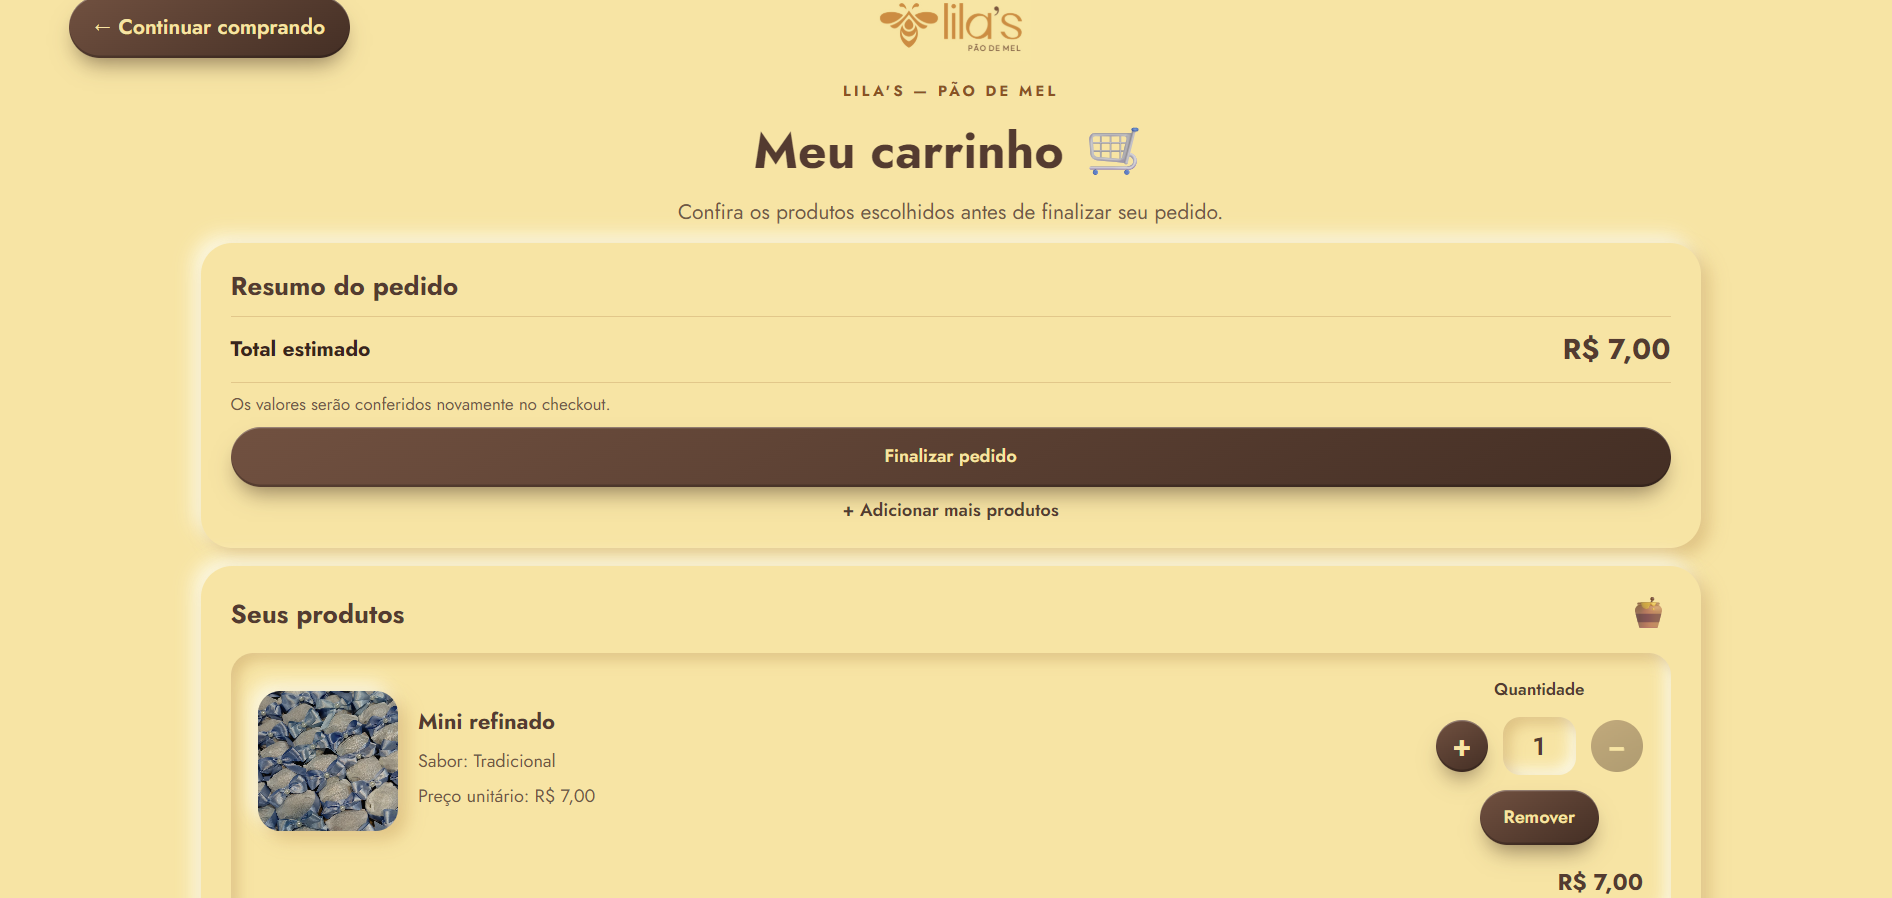 ← Continuar comprando
lila's
PÃO DE MEL
LILA'S — PÃO DE MEL
Meu carrinho
Confira os produtos escolhidos antes de finalizar seu pedido.
Resumo do pedido
Total estimado R$ 7,00
Os valores serão conferidos novamente no checkout.
Finalizar pedido
+ Adicionar mais produtos
Seus produtos
Quantidade
Mini refinado
Sabor: Tradicional
Preço unitário: R$ 7,00
+ 1 −
Remover
R$ 7,00